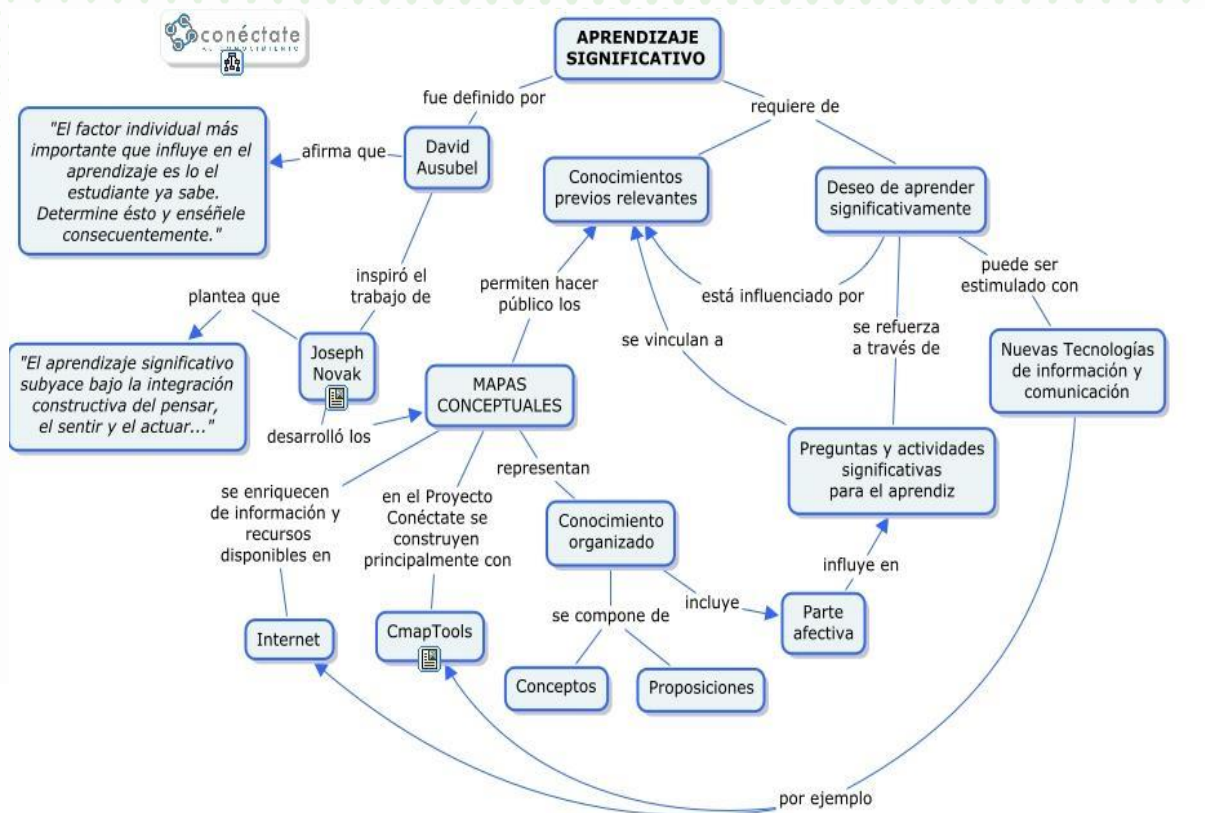 conéctate
AL CONOCIMIENTO
APRENDIZAJE
SIGNIFICATIVO
fue definido por
requiere de
"El factor individual más
importante que influye en el
aprendizaje es lo el
estudiante ya sabe.
Determine ésto y enséñele
consecuentemente."
afirma que
David
Ausubel
Conocimientos
previos relevantes
Deseo de aprender
significativamente
inspiró el
trabajo de
permiten hacer
público los
está influenciado por
puede ser
estimulado con
plantea que
se vinculan a
se refuerza
a través de
"El aprendizaje significativo
subyace bajo la integración
constructiva del pensar,
el sentir y el actuar..."
Joseph
Novak
MAPAS
CONCEPTUALES
Nuevas Tecnologías
de información y
comunicación
desarrolló los
Preguntas y actividades
significativas
para el aprendiz
se enriquecen
de información y
recursos
disponibles en
en el Proyecto
Conéctate se
construyen
principalmente con
representan
Conocimiento
organizado
influye en
incluye
Parte
afectiva
se compone de
Internet
CmapTools
Conceptos
Proposiciones
por ejemplo